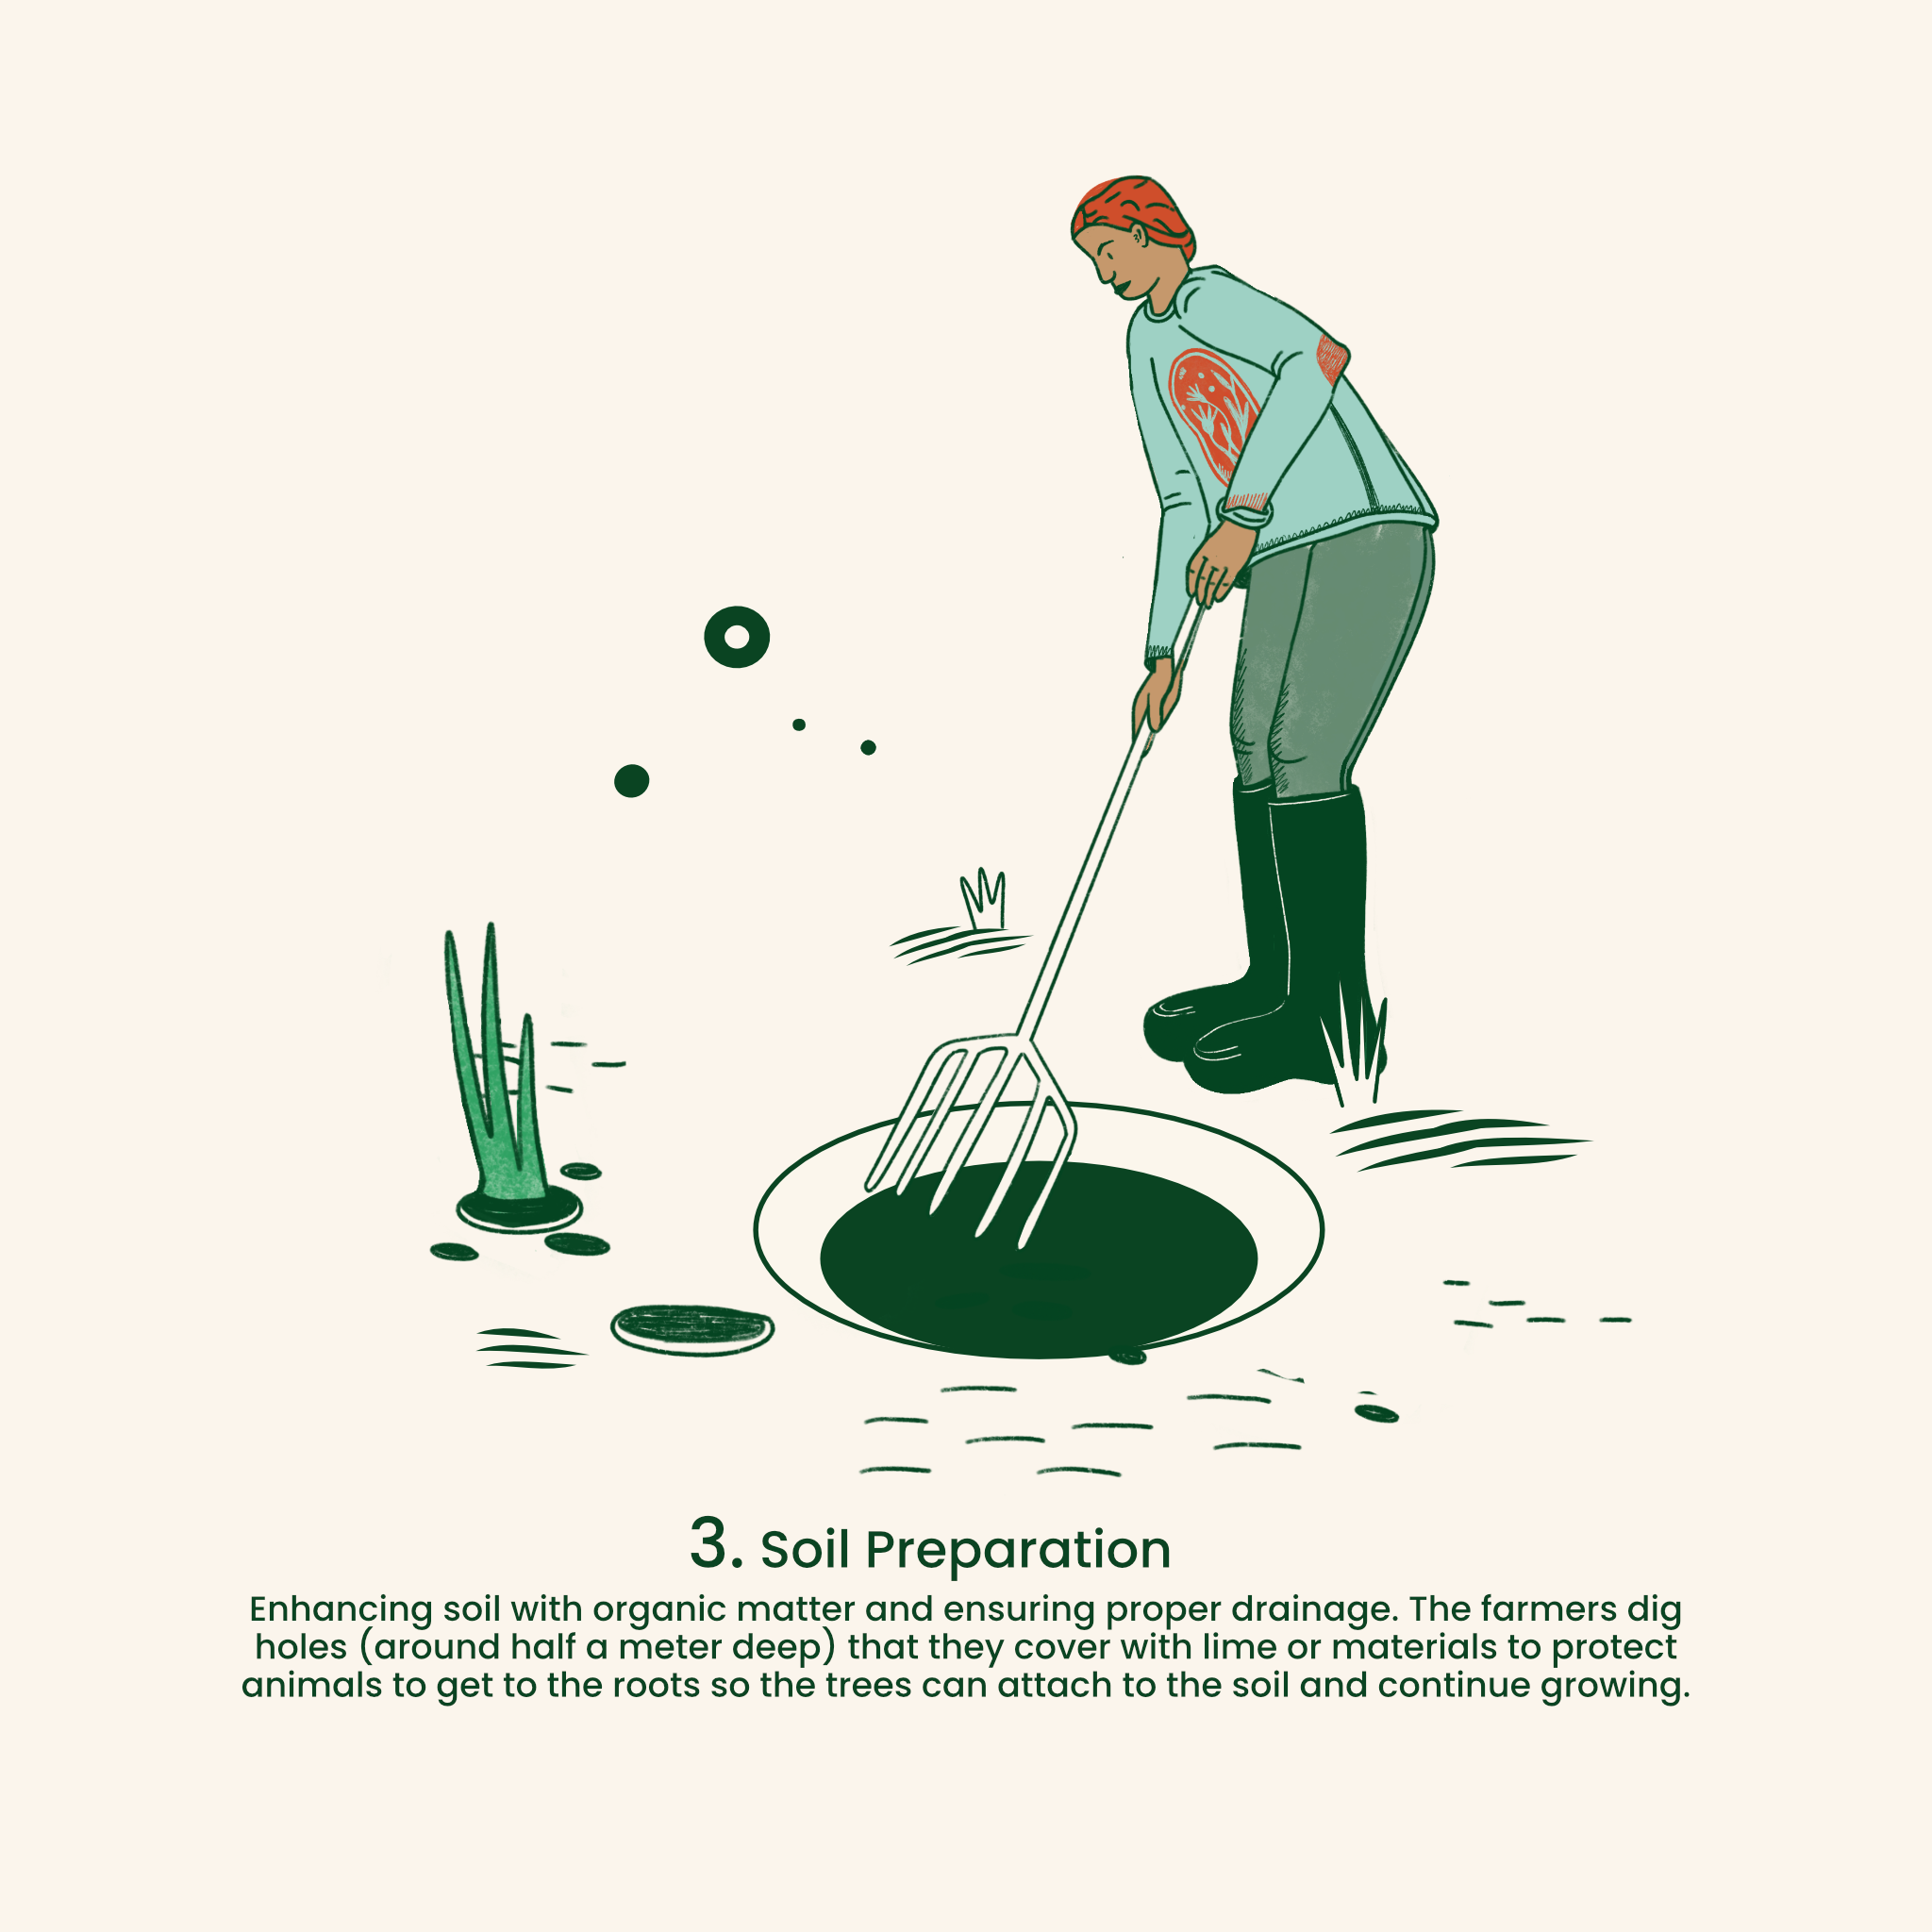 3. Soil Preparation
Enhancing soil with organic matter and ensuring proper drainage. The farmers dig
holes (around half a meter deep) that they cover with lime or materials to protect
animals to get to the roots so the trees can attach to the soil and continue growing.